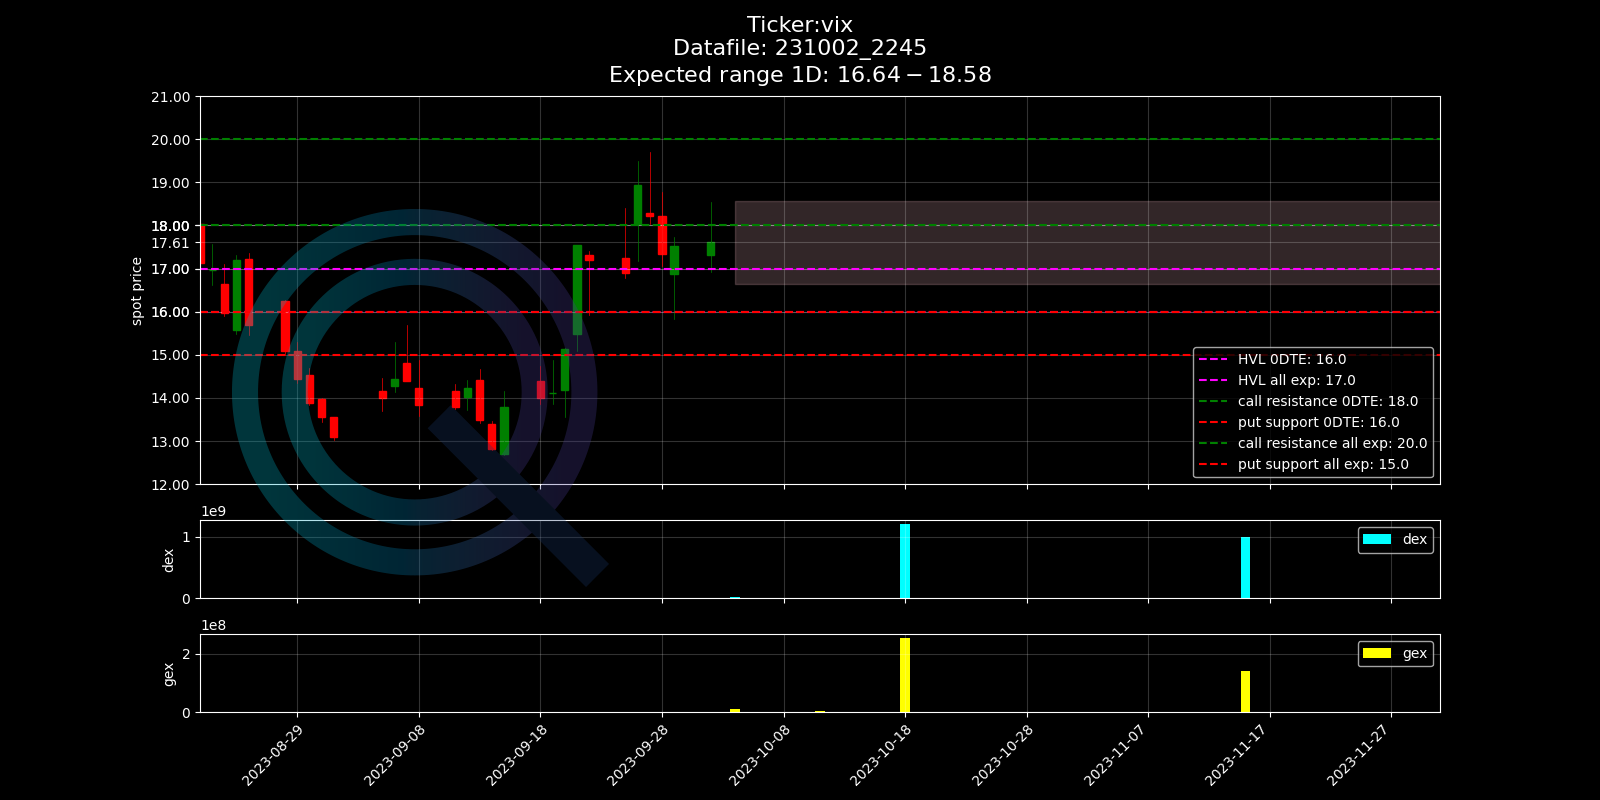 Ticker:vix
Datafile: 231002_2245
Expected range 1D: 16.64 − 18.58
21.00
20.00
19.00
18.00
17.61
17.00
16.00
15.00
14.00
13.00
12.00
spot price
HVL 0DTE: 16.0
HVL all exp: 17.0
call resistance 0DTE: 18.0
put support 0DTE: 16.0
call resistance all exp: 20.0
put support all exp: 15.0
1e9
1
0
dex
dex
1e8
2
0
gex
gex
2023-08-29
2023-09-08
2023-09-18
2023-09-28
2023-10-08
2023-10-18
2023-10-28
2023-11-07
2023-11-17
2023-11-27